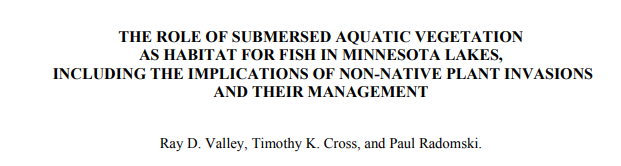 THE ROLE OF SUBMERSED AQUATIC VEGETATION
AS HABITAT FOR FISH IN MINNESOTA LAKES,
INCLUDING THE IMPLICATIONS OF NON-NATIVE PLANT INVASIONS
AND THEIR MANAGEMENT
Ray D. Valley, Timothy K. Cross, and Paul Radomski.